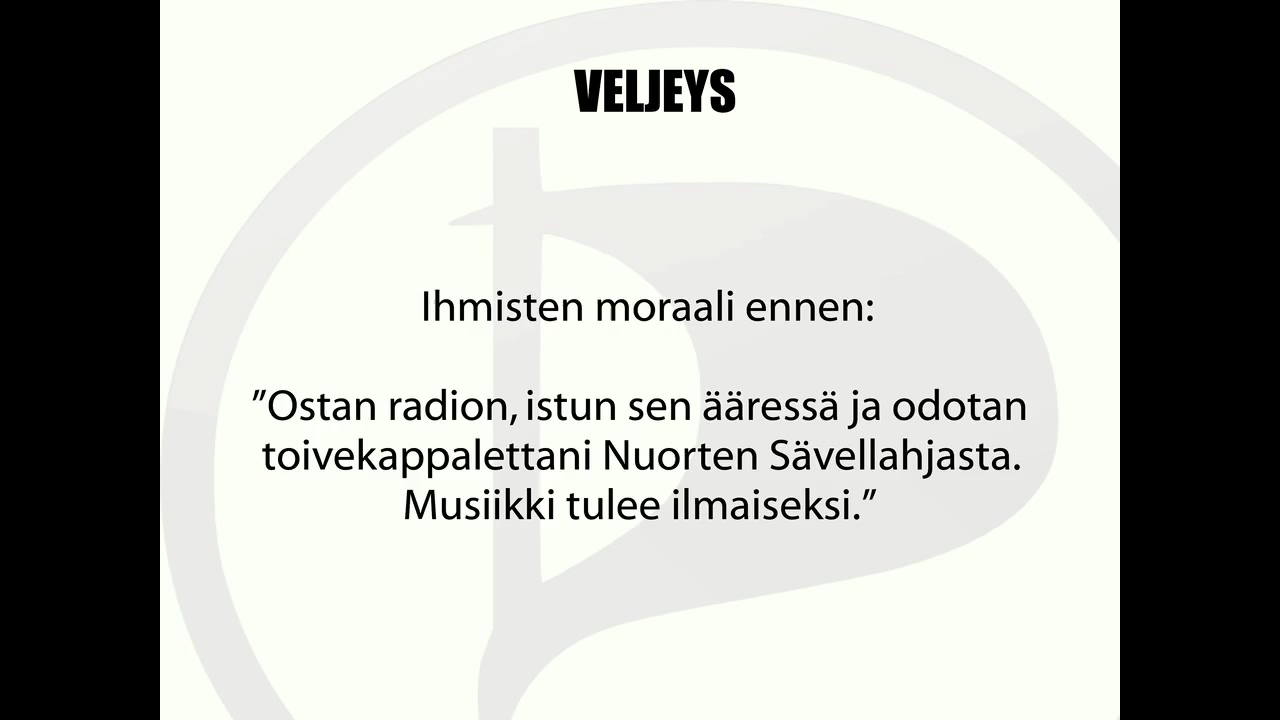 VELJEYS
Ihmisten moraali ennen:
”Ostan radion, istun sen ääressä ja odotan
toivekappalettani Nuorten Sävellahjasta.
Musiikki tulee ilmaiseksi.”